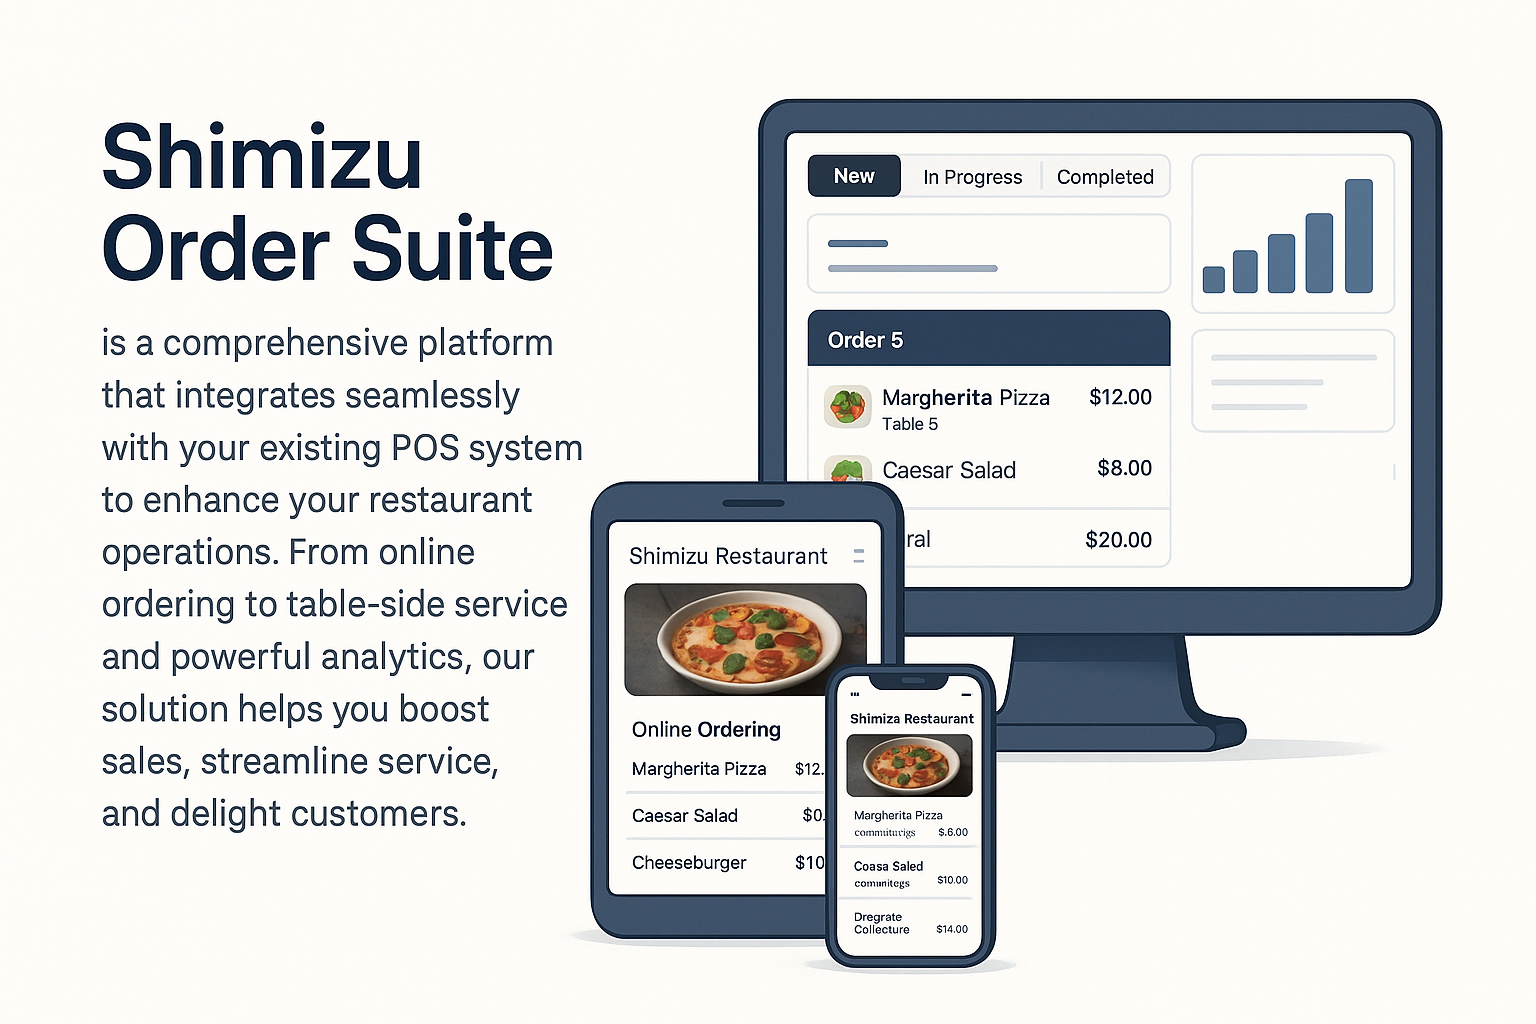 Shimizu
Order Suite
is a comprehensive platform
that integrates seamlessly
with your existing POS system
to enhance your restaurant
operations. From online
ordering to table-side service
and powerful analytics, our
solution helps you boost
sales, streamline service,
and delight customers.
New In Progress Completed
Order 5
Margherita Pizza $12.00
Table 5
Caesar Salad $8.00
ral $20.00
Shimizu Restaurant
Online Ordering
Margherita Pizza $12.
Caesar Salad $0.
Cheeseburger $10
Shimiza Restaurant
Margherita Pizza
$.6.00
Coasa Saled
comunitegs $10.00
Dregrate
Collecture $14.00